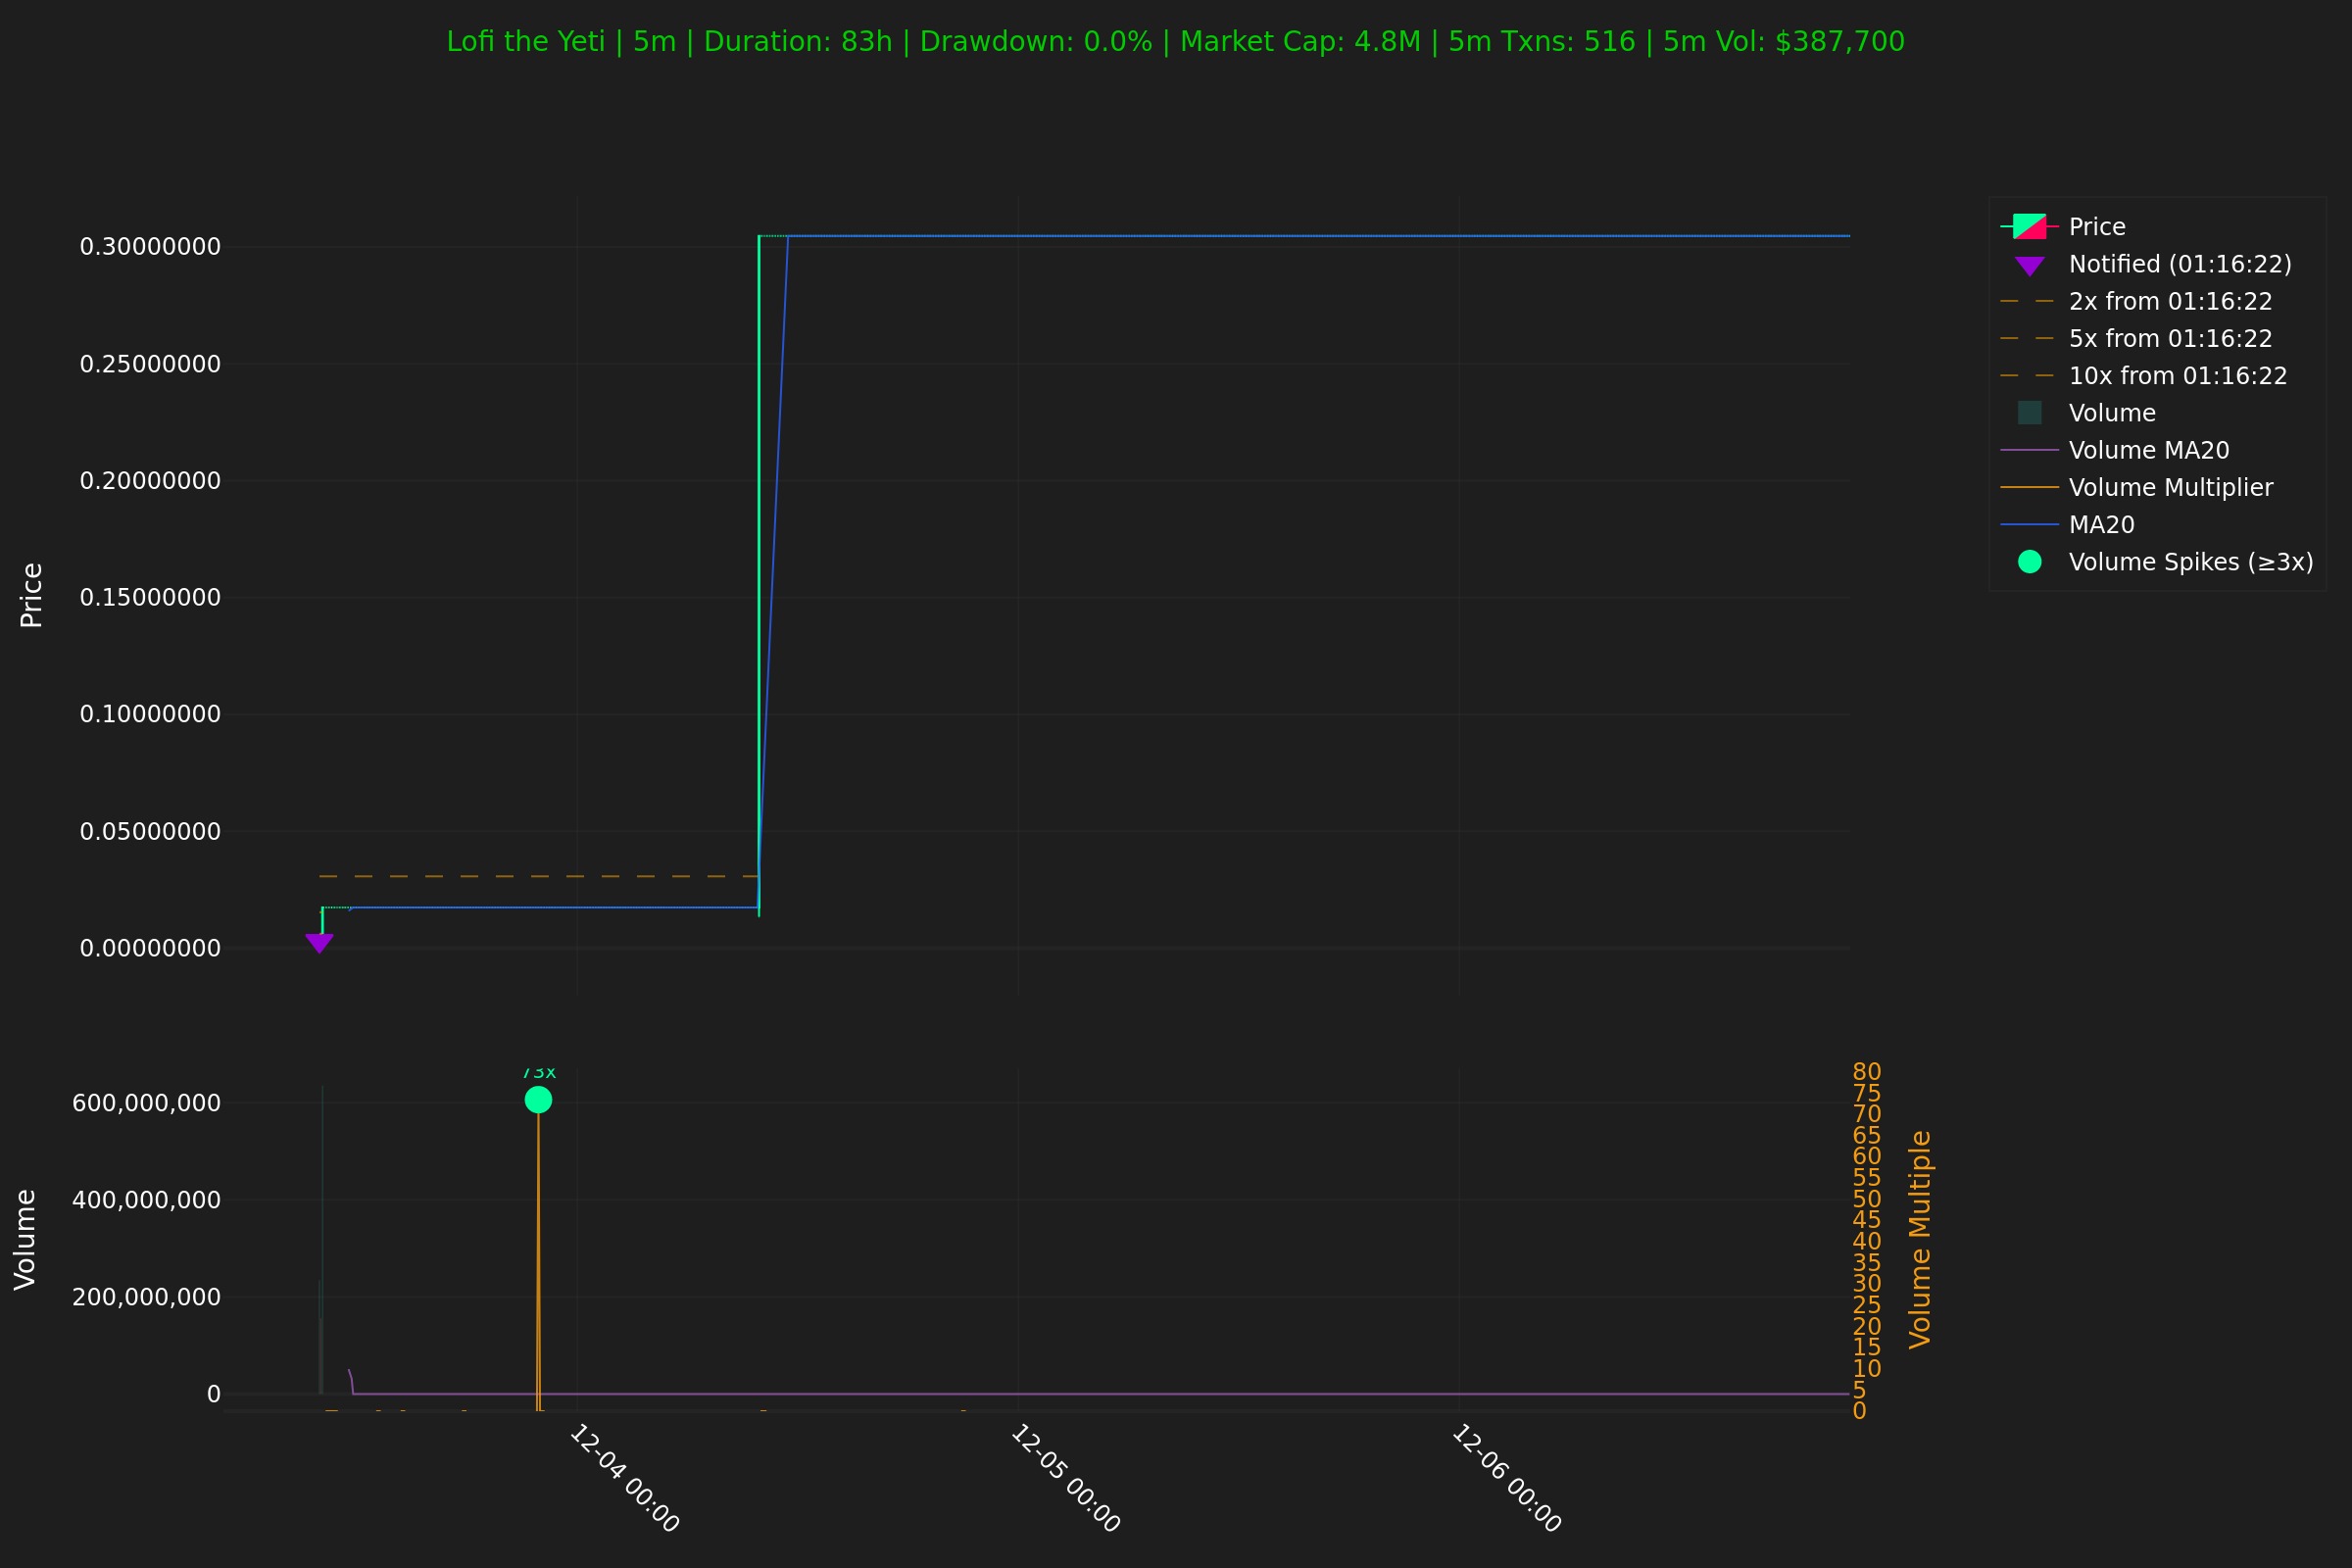 Lofi the Yeti | 5m | Duration: 83h | Drawdown: 0.0% | Market Cap: 4.8M | 5m Txns: 516 | 5m Vol: $387,700
Price
0.30000000
0.25000000
0.20000000
0.15000000
0.10000000
0.05000000
0.00000000
Price
Notified (01:16:22)
2x from 01:16:22
5x from 01:16:22
10x from 01:16:22
Volume
Volume MA20
Volume Multiplier
MA20
Volume Spikes (≥3x)
Volume
600,000,000
400,000,000
200,000,000
0
73x
80
75
70
65
60
55
50
45
40
35
30
25
20
15
10
5
0
Volume Multiple
12-04 00:00
12-05 00:00
12-06 00:00